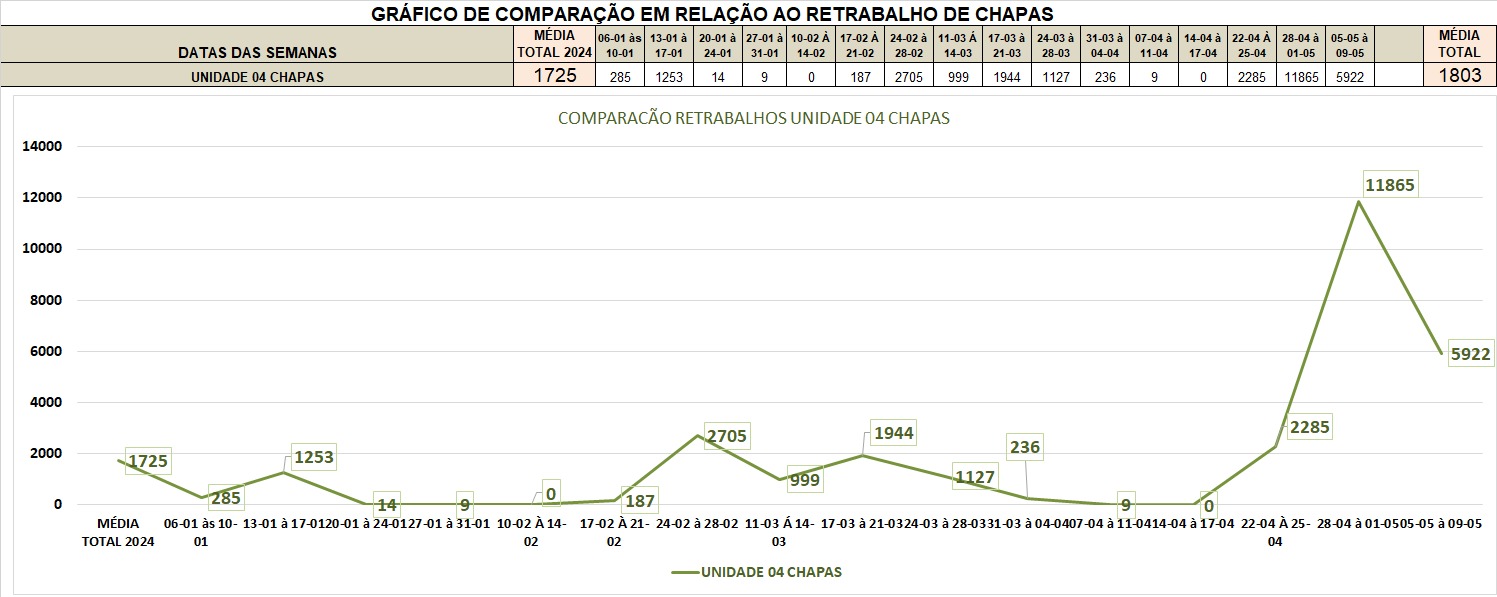 GRÁFICO DE COMPARAÇÃO EM RELAÇÃO AO RETRABALHO DE CHAPAS
DATAS DAS SEMANAS MÉDIA TOTAL 2024 06-01 às 10-01 13-01 à 17-01 20-01 à 24-01 27-01 à 31-01 10-02 À 14-02 17-02 À 21-02 24-02 à 28-02 11-03 Á 14-03 17-03 à 21-03 24-03 à 28-03 31-03 à 04-04 07-04 à 11-04 14-04 à 17-04 22-04 À 25-04 28-04 à 01-05 05-05 à 09-05 MÉDIA TOTAL
UNIDADE 04 CHAPAS 1725 285 1253 14 9 0 187 2705 999 1944 1127 236 9 0 2285 11865 5922 1803
COMPARACÃO RETRABALHOS UNIDADE 04 CHAPAS
14000
12000
10000
8000
6000
4000
2000
0
1725
285
1253
14
9
0
187
2705
999
1944
1127
236
9
0
2285
11865
5922
MÉDIA TOTAL 2024
06-01 às 10-01
13-01 à 17-01
20-01 à 24-01
27-01 à 31-01
10-02 À 14-02
17-02 À 21-02
24-02 à 28-02
11-03 Á 14-03
17-03 à 21-03
24-03 à 28-03
31-03 à 04-04
07-04 à 11-04
14-04 à 17-04
22-04 À 25-04
28-04 à 01-05
05-05 à 09-05
UNIDADE 04 CHAPAS